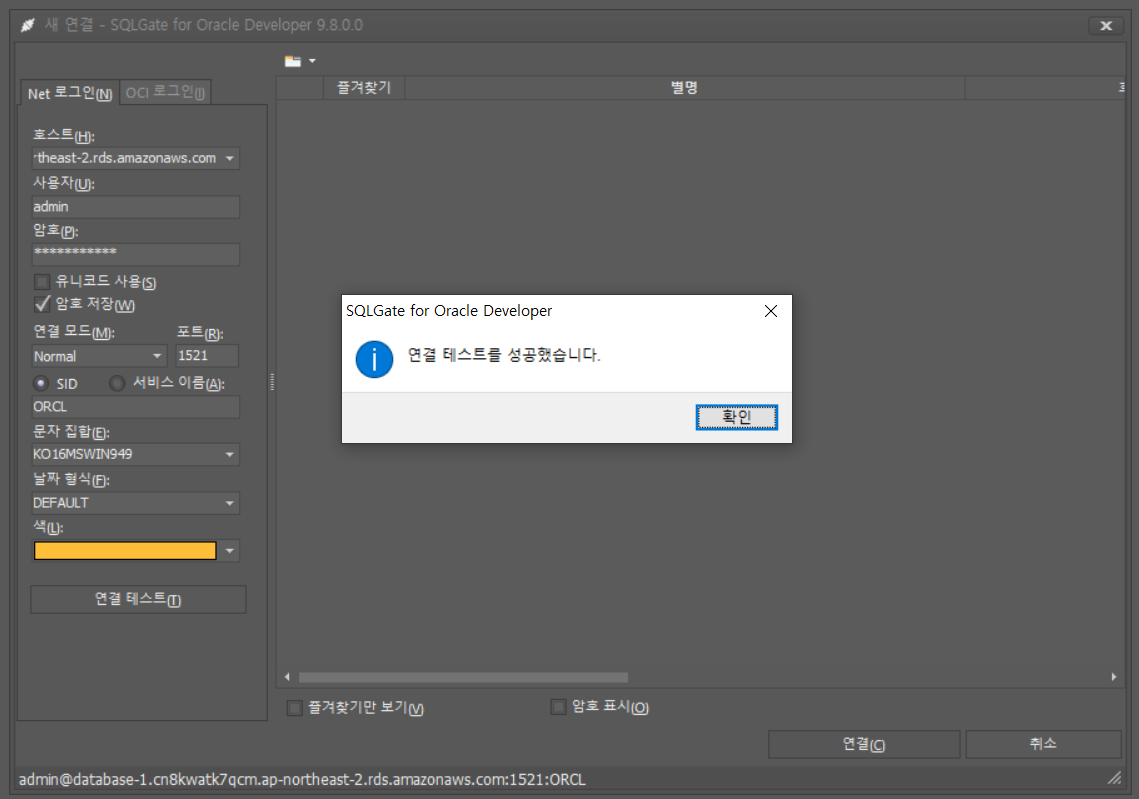 새 연결 - SQLGate for Oracle Developer 9.8.0.0
Net 로그인(N) OCI 로그인(I)
즐겨찾기 별명
호스트(H):
rtheast-2.rds.amazonaws.com
사용자(U):
admin
암호(P):
***********
유니코드 사용(S)
암호 저장(W)
연결 모드(M): 포트(R):
Normal 1521
SID 서비스 이름(A):
ORCL
문자 집합(E):
KO16MSWIN949
날짜 형식(F):
DEFAULT
색(L):
연결 테스트(T)
SQLGate for Oracle Developer
연결 테스트를 성공했습니다.
확인
즐겨찾기만 보기(V) 암호 표시(O)
연결(C) 취소
admin@database-1.cn8kwatk7qcm.ap-northeast-2.rds.amazonaws.com:1521:ORCL